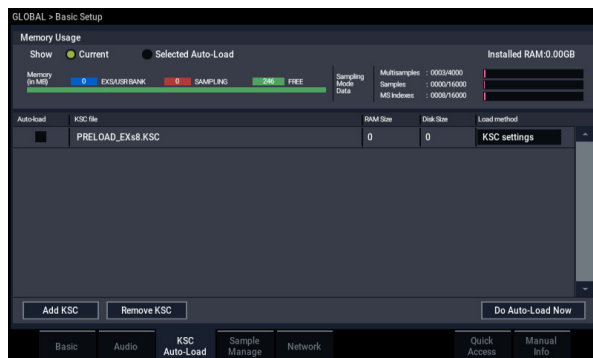 GLOBAL > Basic Setup
Memory Usage
Show Current Selected Auto-Load Installed RAM:0.00GB
Memory (in MB) 0 EXS/USR BANK 0 SAMPLING 246 FREE
Sampling Mode Data
Multisamples : 0003/4000
Samples : 0000/16000
MS Indexes : 0008/16000
Auto-load KSC file RAM Size Disk Size Load method
PRELOAD_EXs8.KSC 0 0 KSC settings
Add KSC Remove KSC Do Auto-Load Now
Basic Audio KSC Auto-Load Sample Manage Network Quick Access Manual Info